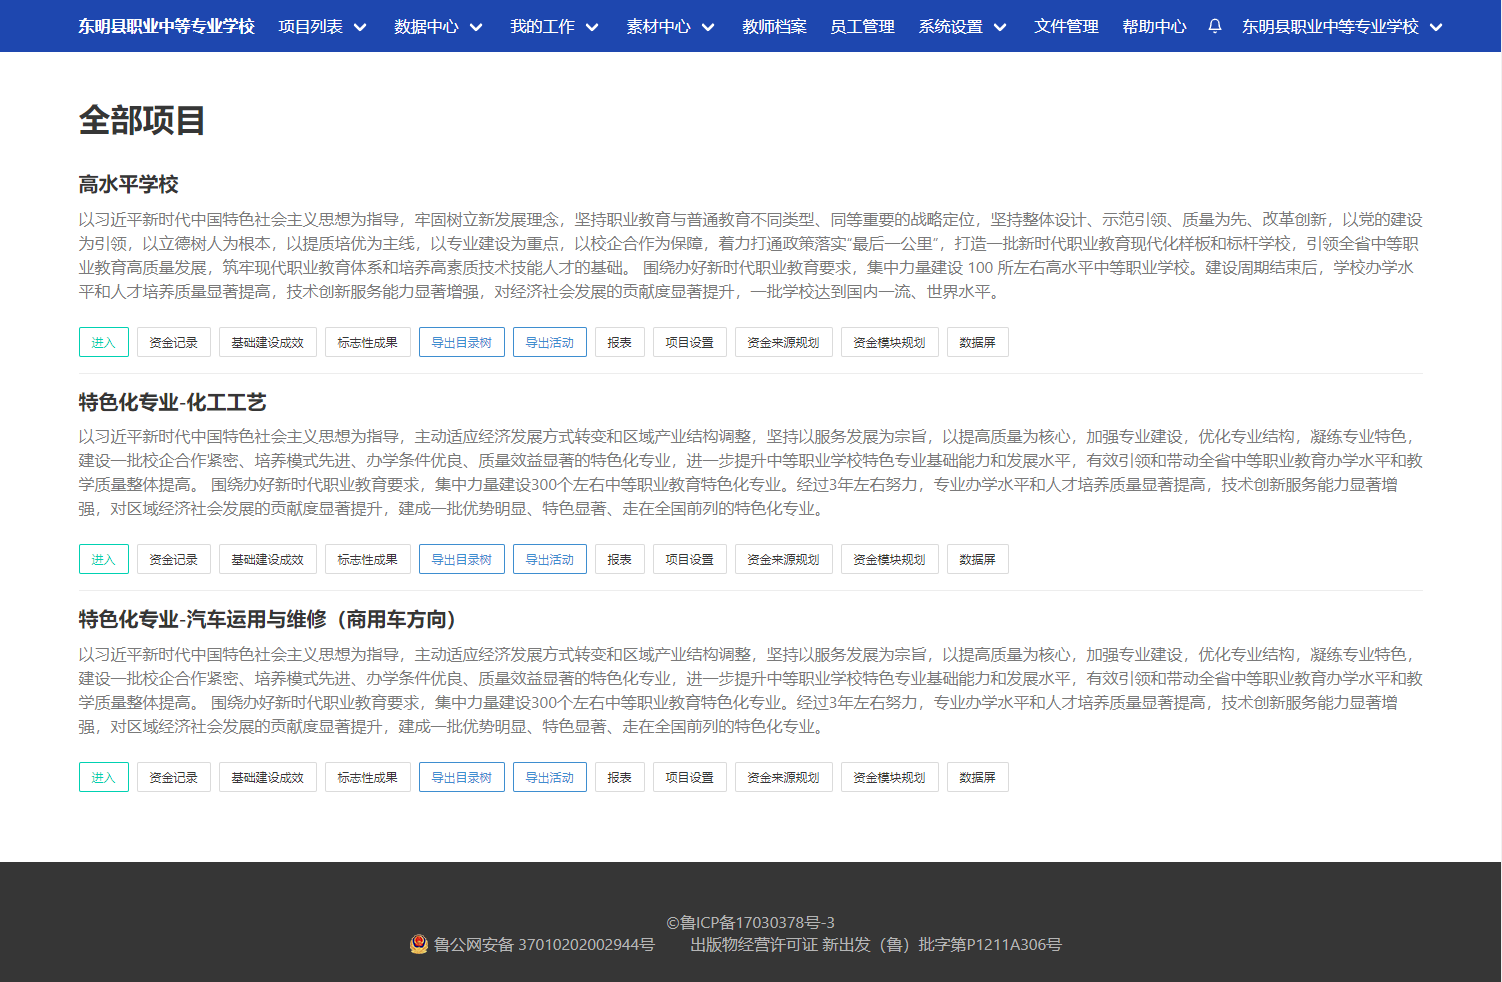 东明县职业中等专业学校 项目列表 数据中心 我的工作 素材中心 教师档案 员工管理 系统设置 文件管理 帮助中心 东明县职业中等专业学校
全部项目
高水平学校
以习近平新时代中国特色社会主义思想为指导，牢固树立新发展理念，坚持职业教育与普通教育不同类型、同等重要的战略定位，坚持整体设计、示范引领、质量为先、改革创新，以党的建设
为引领，以立德树人为根本，以提质培优为主线，以专业建设为重点，以校企合作为保障，着力打通政策落实“最后一公里”，打造一批新时代职业教育现代化样板和标杆学校，引领全省中等职
业教育高质量发展，筑牢现代职业教育体系和培养高素质技术技能人才的基础。 围绕办好新时代职业教育要求，集中力量建设 100 所左右高水平中等职业学校。建设周期结束后，学校办学水
平和人才培养质量显著提高，技术创新服务能力显著增强，对经济社会发展的贡献度显著提升，一批学校达到国内一流、世界水平。
进入 资金记录 基础建设成效 标志性成果 导出目录树 导出活动 报表 项目设置 资金来源规划 资金模块规划 数据屏
特色化专业-化工工艺
以习近平新时代中国特色社会主义思想为指导，主动适应经济发展方式转变和区域产业结构调整，坚持以服务发展为宗旨，以提高质量为核心，加强专业建设，优化专业结构，凝练专业特色，
建设一批校企合作紧密、培养模式先进、办学条件优良、质量效益显著的特色化专业，进一步提升中等职业学校特色专业基础能力和发展水平，有效引领和带动全省中等职业教育办学水平和教
学质量整体提高。 围绕办好新时代职业教育要求，集中力量建设300个左右中等职业教育特色化专业。经过3年左右努力，专业办学水平和人才培养质量显著提高，技术创新服务能力显著增
强，对区域经济社会发展的贡献度显著提升，建成一批优势明显、特色显著、走在全国前列的特色化专业。
进入 资金记录 基础建设成效 标志性成果 导出目录树 导出活动 报表 项目设置 资金来源规划 资金模块规划 数据屏
特色化专业-汽车运用与维修（商用车方向）
以习近平新时代中国特色社会主义思想为指导，主动适应经济发展方式转变和区域产业结构调整，坚持以服务发展为宗旨，以提高质量为核心，加强专业建设，优化专业结构，凝练专业特色，
建设一批校企合作紧密、培养模式先进、办学条件优良、质量效益显著的特色化专业，进一步提升中等职业学校特色专业基础能力和发展水平，有效引领和带动全省中等职业教育办学水平和教
学质量整体提高。 围绕办好新时代职业教育要求，集中力量建设300个左右中等职业教育特色化专业。经过3年左右努力，专业办学水平和人才培养质量显著提高，技术创新服务能力显著增
强，对区域经济社会发展的贡献度显著提升，建成一批优势明显、特色显著、走在全国前列的特色化专业。
进入 资金记录 基础建设成效 标志性成果 导出目录树 导出活动 报表 项目设置 资金来源规划 资金模块规划 数据屏
©鲁ICP备17030378号-3
鲁公网安备 37010202002944号 出版物经营许可证 新出发（鲁）批字第P1211A306号